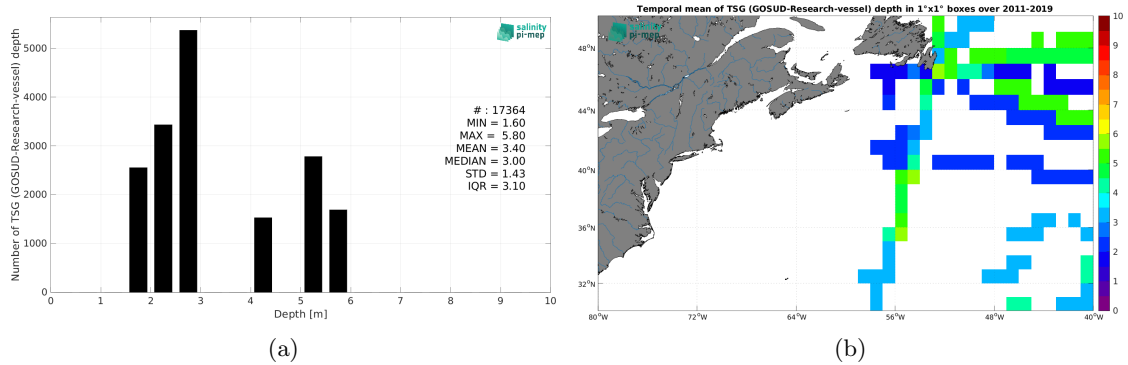 salinity
pi-mep
# : 17364
MIN = 1.60
MAX = 5.80
MEAN = 3.40
MEDIAN = 3.00
STD = 1.43
IQR = 3.10
Number of TSG (GOSUD-Research-vessel) depth
5000
4000
3000
2000
1000
0
0 1 2 3 4 5 6 7 8 9 10
Depth [m]
(a)
Temporal mean of TSG (GOSUD-Research-vessel) depth in 1°x1° boxes over 2011-2019
salinity
pi-mep
48°N
44°N
40°N
36°N
32°N
80°W 72°W 64°W 56°W 48°W 40°W
10
9
8
7
6
5
4
3
2
1
0
(b)